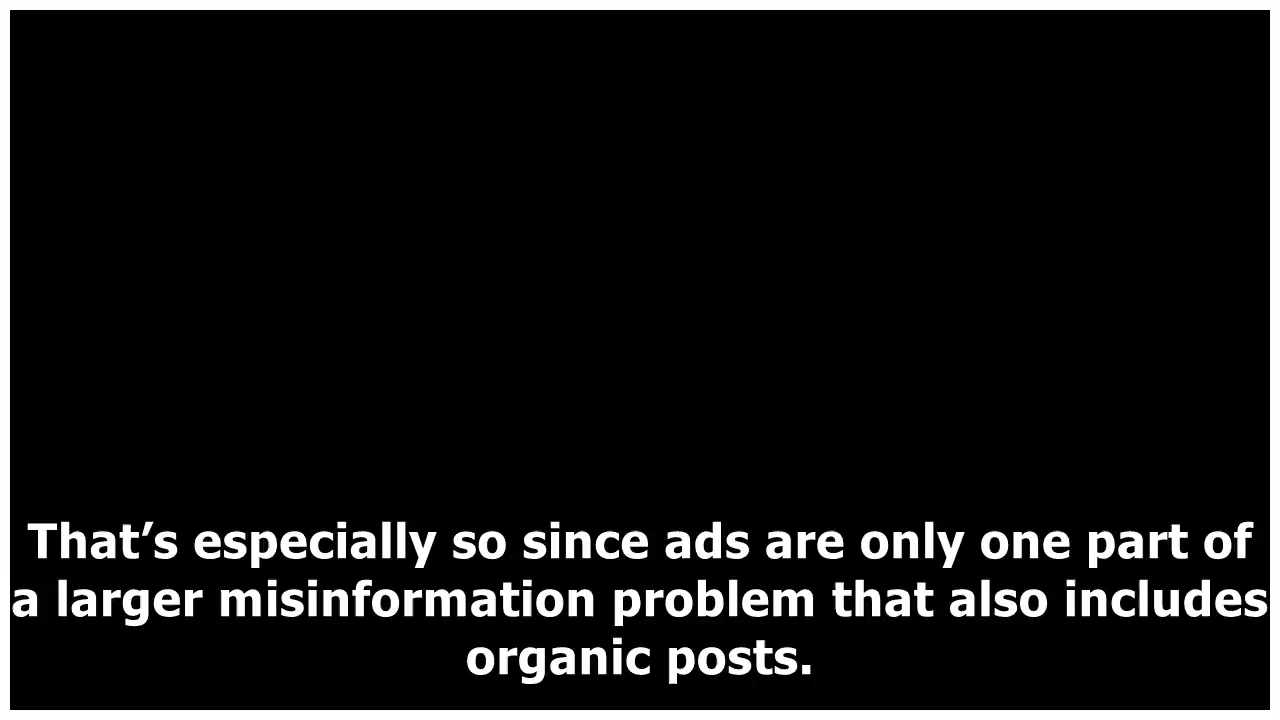 That’s especially so since ads are only one part of
a larger misinformation problem that also includes
organic posts.